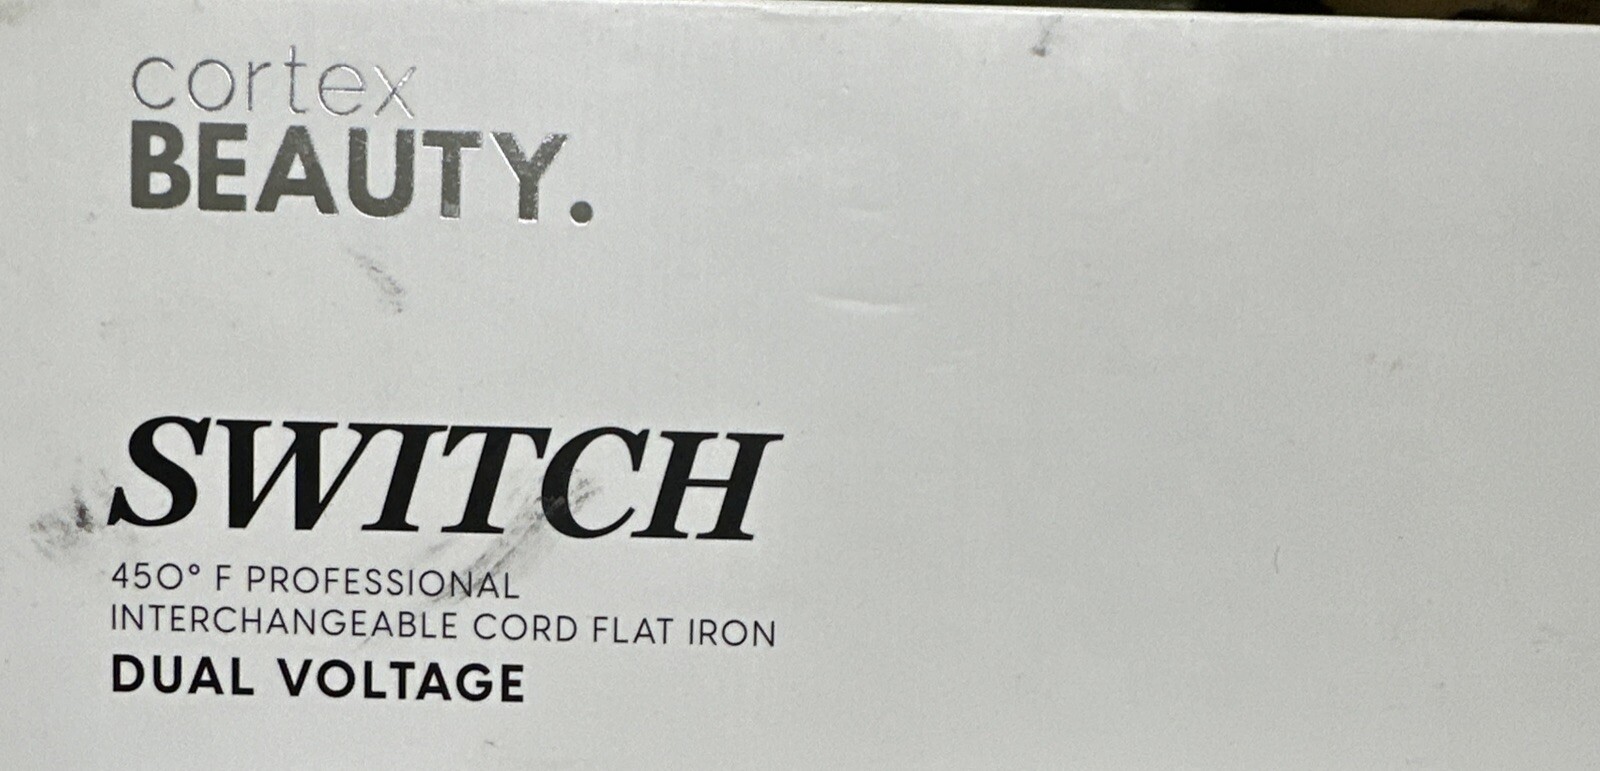 cortex
BEAUTY.
SWITCH
450° F PROFESSIONAL
INTERCHANGEABLE CORD FLAT IRON
DUAL VOLTAGE